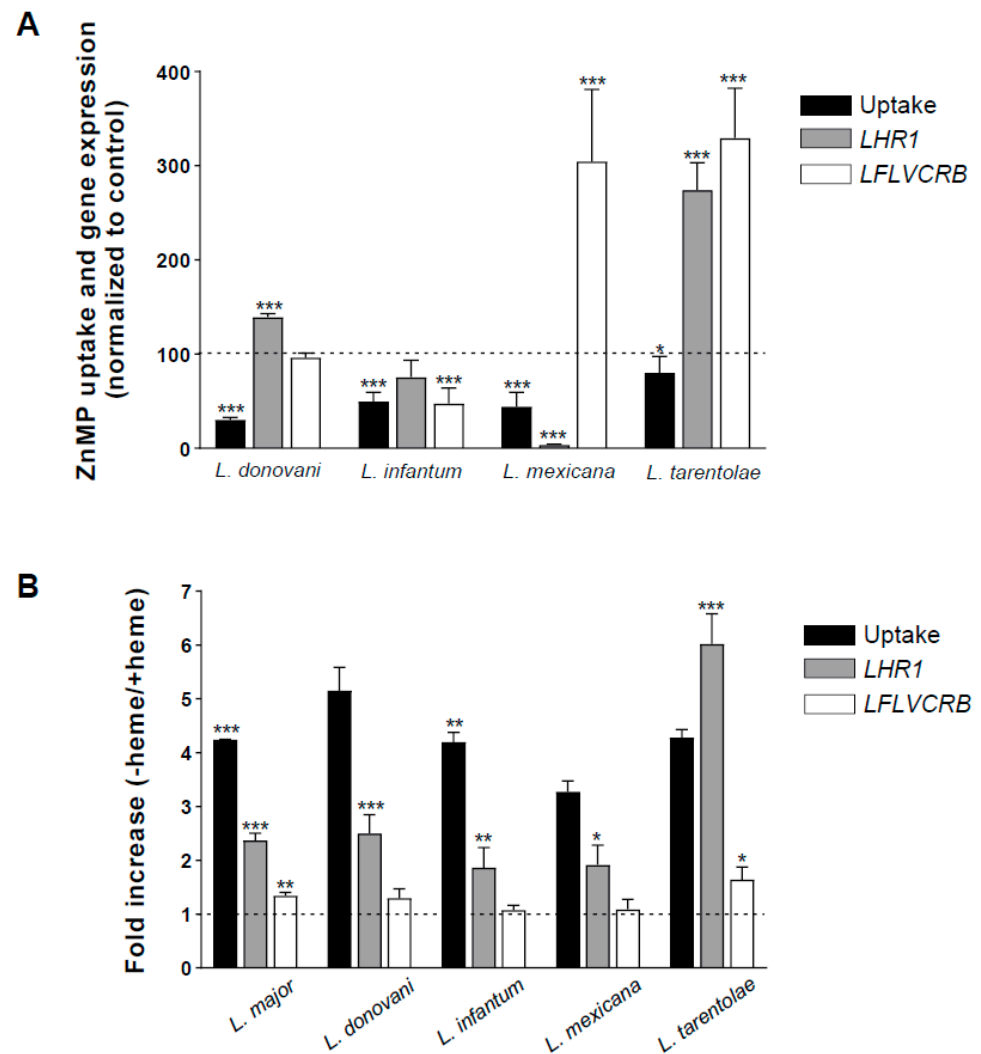 A
ZnMP uptake and gene expression
(normalized to control)
400
300
200
100
0
***
***
***
***
***
***
***
***
*
***
***
L. donovani
L. infantum
L. mexicana
L. tarentolae
Uptake
LHR1
LFLVCRB
B
Fold increase (-heme/+heme)
7
6
5
4
3
2
1
0
***
***
**
***
**
**
*
***
*
L. major
L. donovani
L. infantum
L. mexicana
L. tarentolae
Uptake
LHR1
LFLVCRB